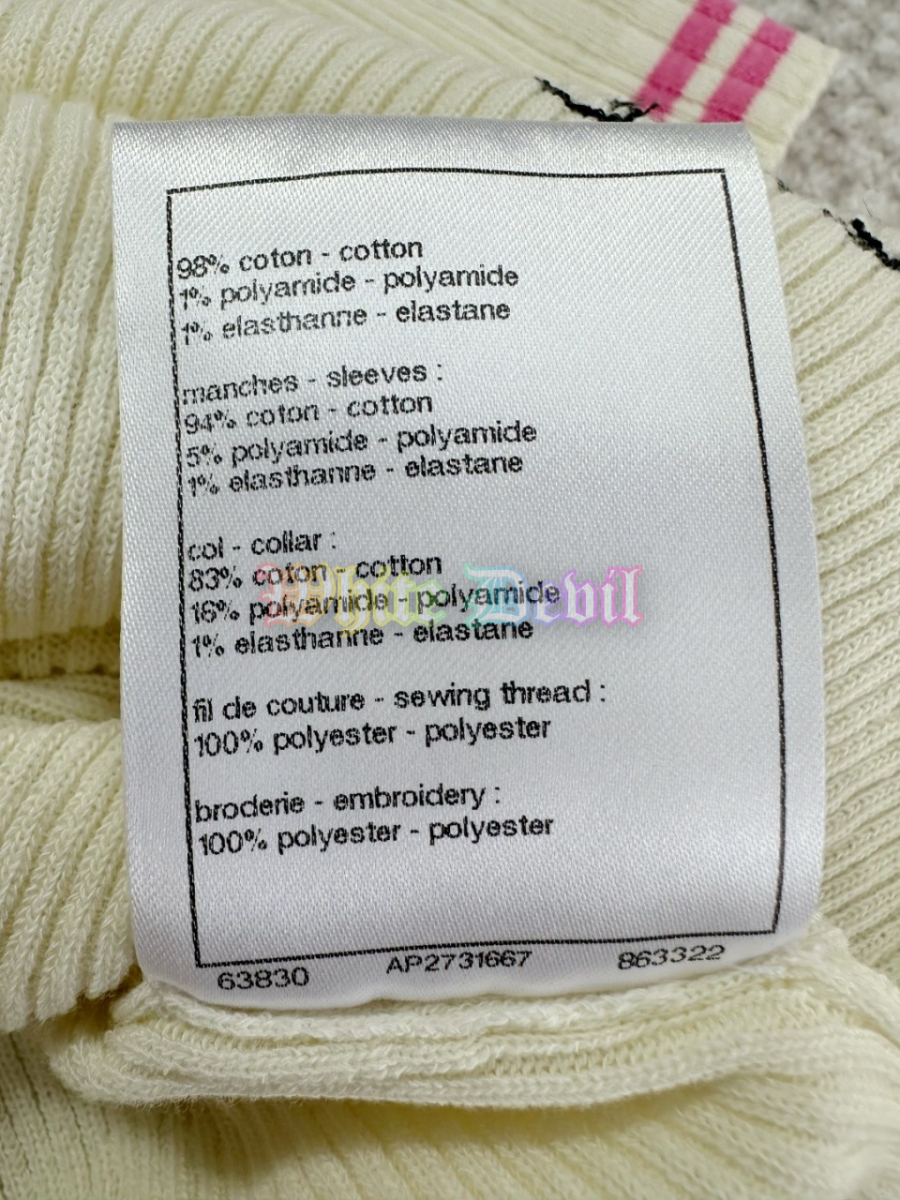 98% coton - cotton
1% polyamide - polyamide
1% elasthanne - elastane
manches - sleeves :
94% coton - cotton
5% polyamide - polyamide
1% elasthanne - elastane
col - collar :
83% coton - cotton
White Devil
16% polyamide - polyamide
1% elasthanne - elastane
fil de couture - sewing thread :
100% polyester - polyester
broderie - embroidery :
100% polyester - polyester
63830 AP2731667 863322